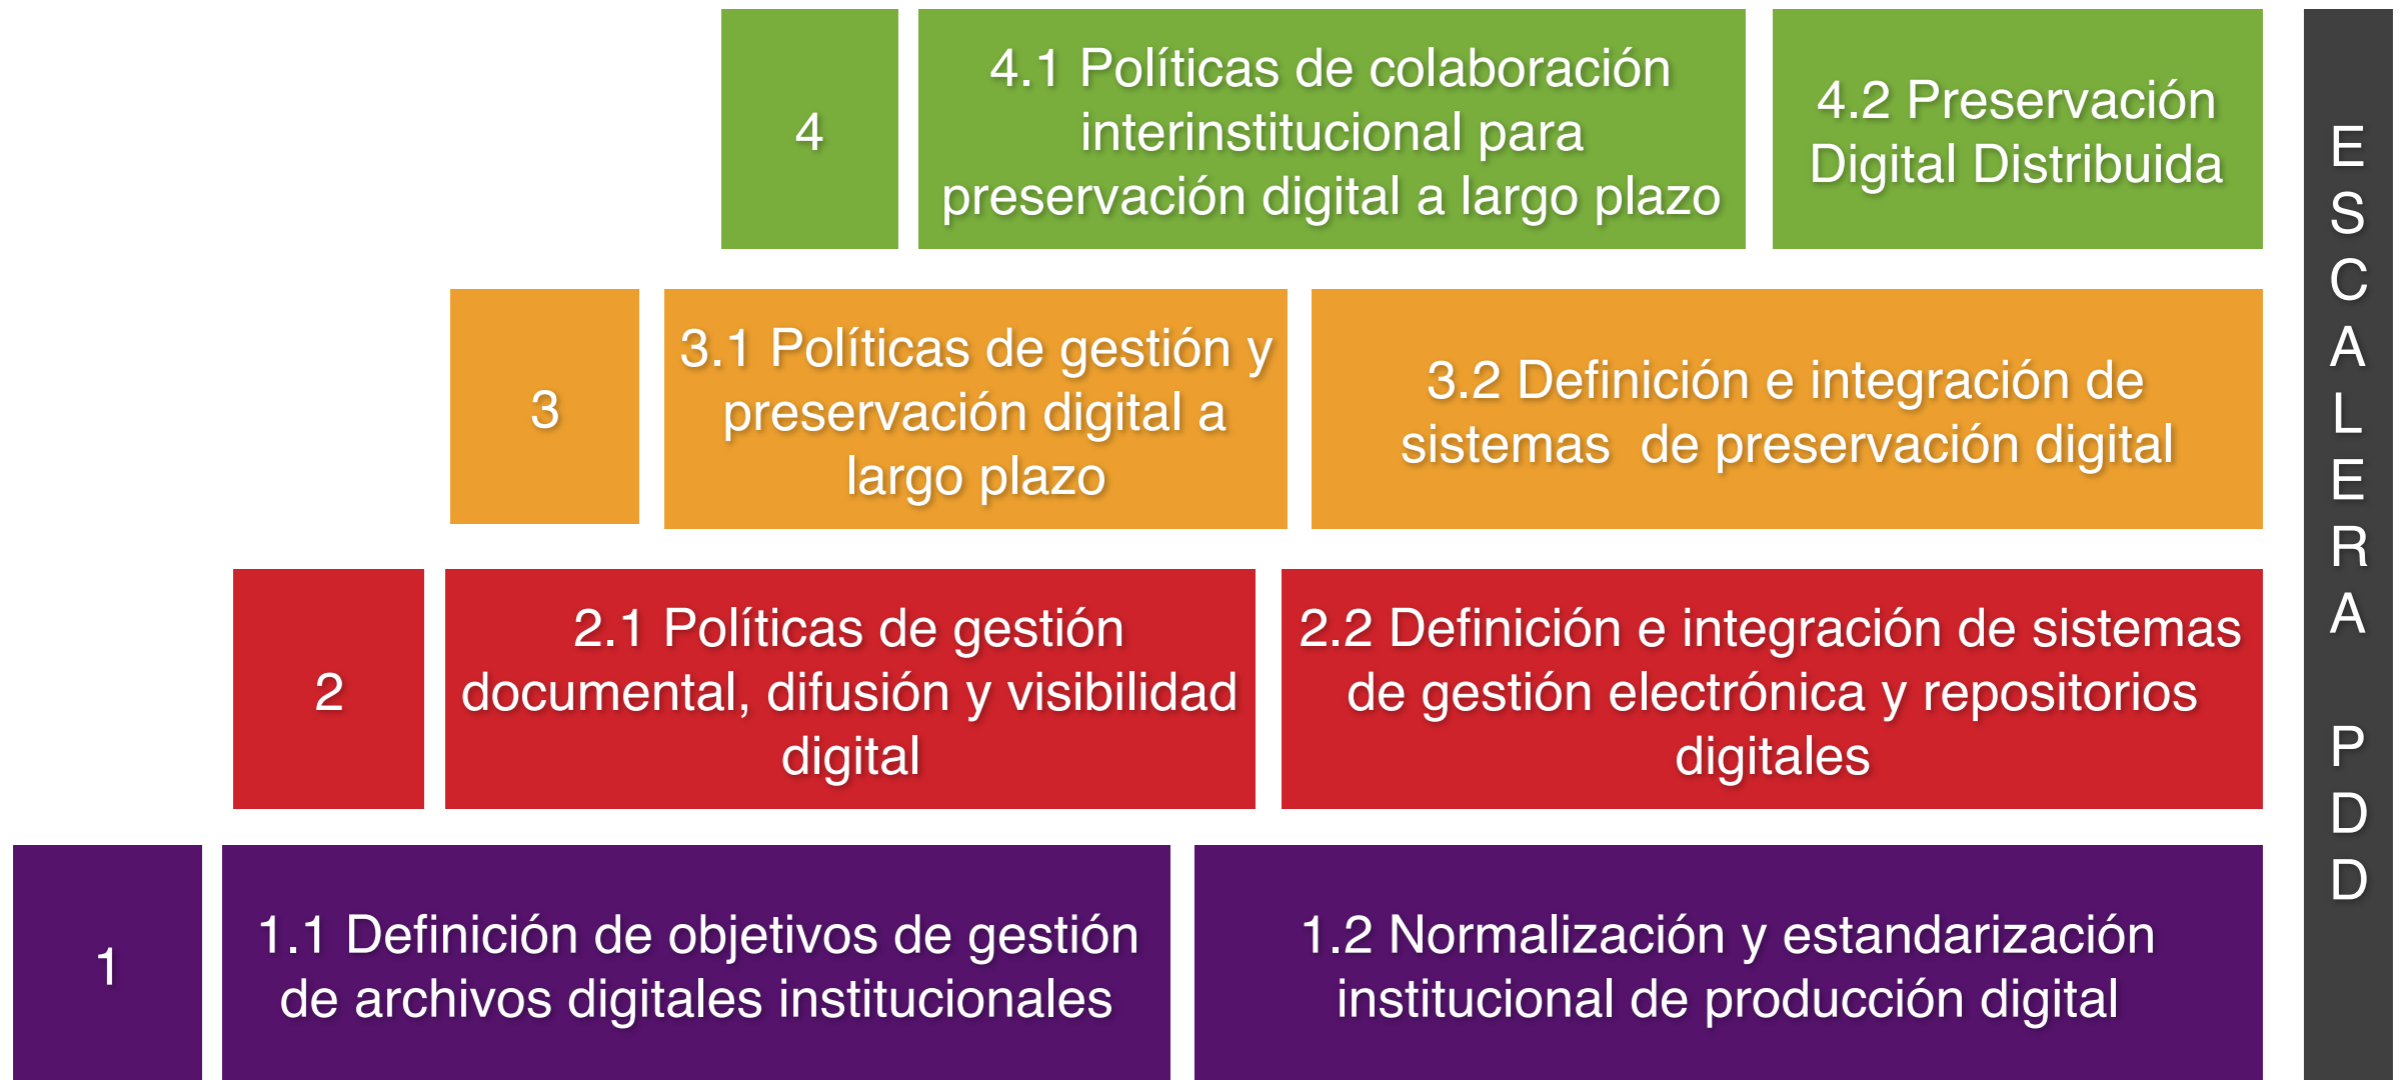 4
4.1 Políticas de colaboración
interinstitucional para
preservación digital a largo plazo
4.2 Preservación
Digital Distribuida
3
3.1 Políticas de gestión y
preservación digital a
largo plazo
3.2 Definición e integración de
sistemas  de preservación digital
2
2.1 Políticas de gestión
documental, difusión y visibilidad
digital
2.2 Definición e integración de sistemas
de gestión electrónica y repositorios
digitales
1
1.1 Definición de objetivos de gestión
de archivos digitales institucionales
1.2 Normalización y estandarización
institucional de producción digital
ESCALERA PDD